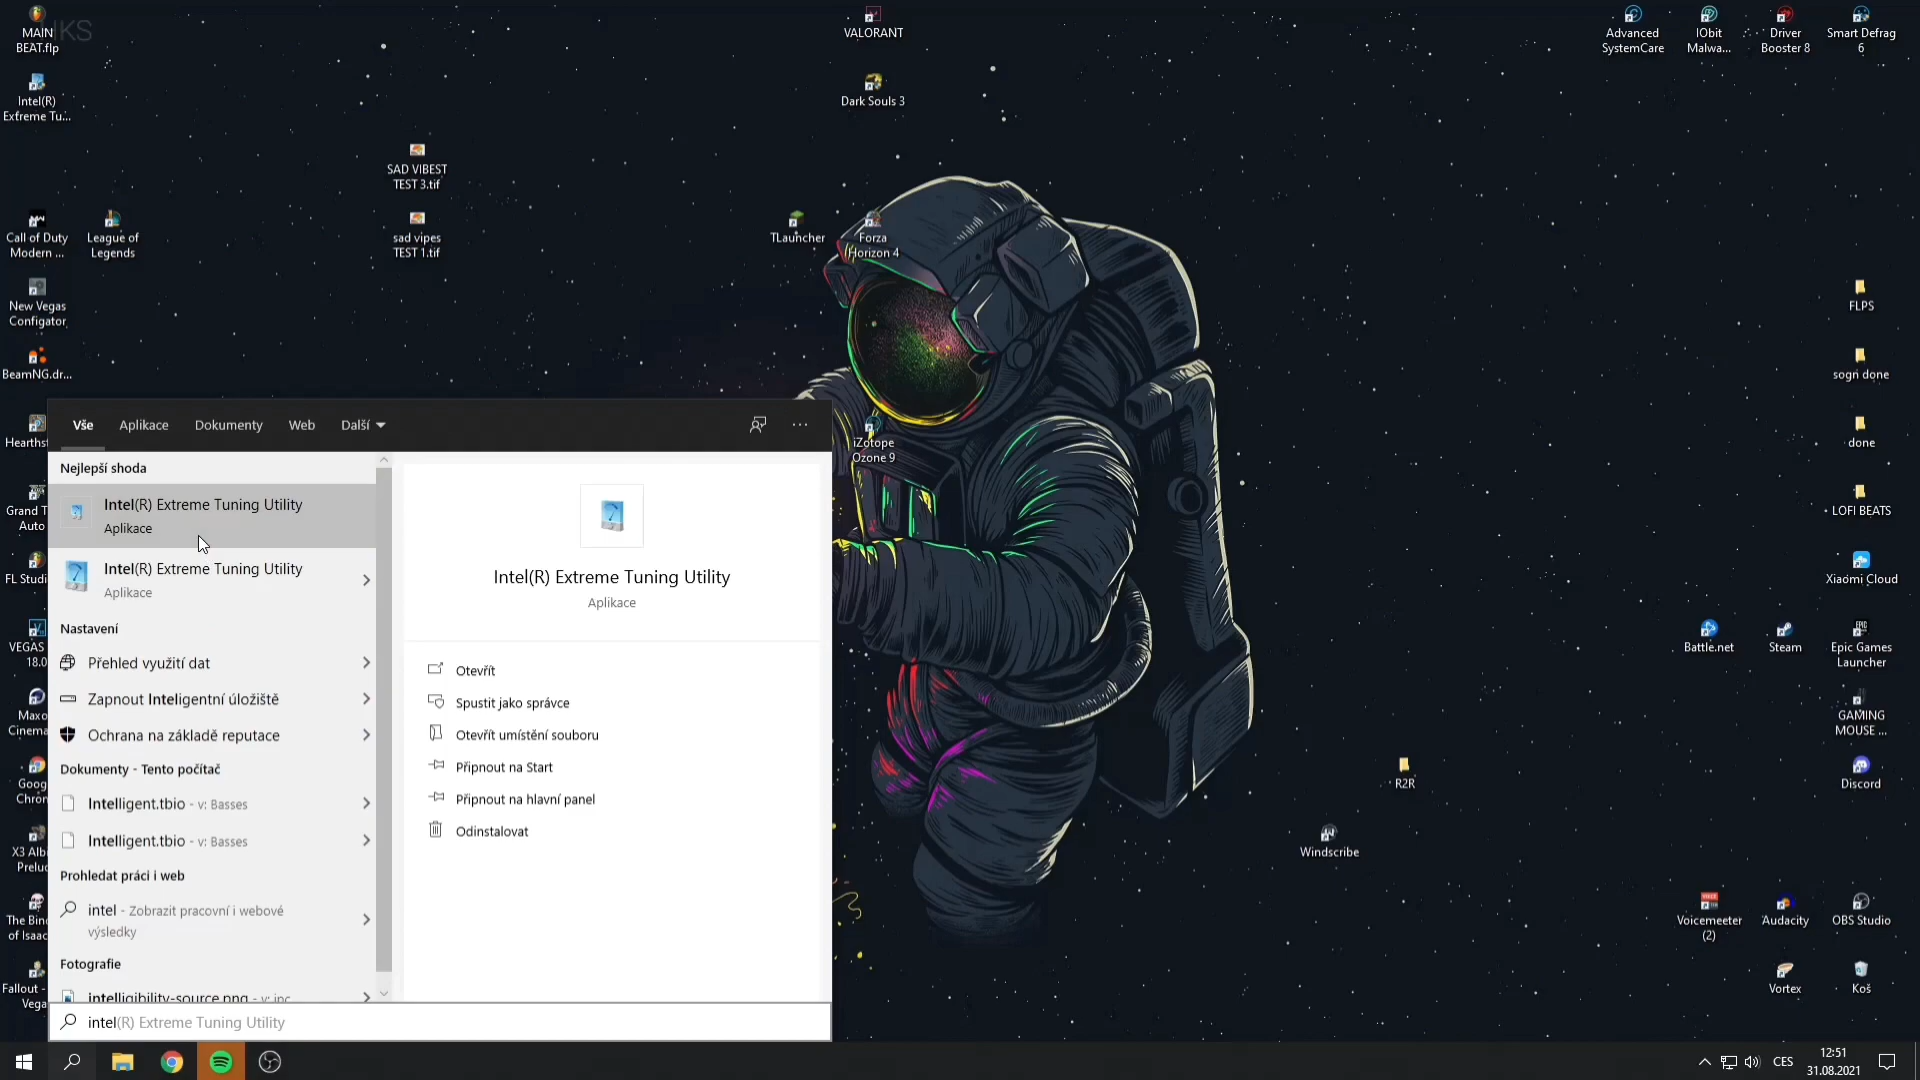 MAIN
BEAT.flp
Intel(R)
Extreme Tu...
VALORANT
Dark Souls 3
Advanced
SystemCare
IObit
Malwa...
Driver
Booster 8
Smart Defrag
6
SAD VIBEST
TEST 3.tif
sad vipes
TEST 1.tif
Call of Duty
Modern ...
League of
Legends
TLauncher
Forza
Horizon 4
New Vegas
Configator
BeamNG.dr...
FLPS
sogn done
done
LOFI BEATS
Xiaomi Cloud
Battle.net
Steam
Epic Games
Launcher
GAMING
MOUSE ...
Discord
R2R
Windscribe
Voicemeeter
(2)
Audacity
OBS Studio
Vortex
Koš
iZotope
Ozone 9
Hearthst
Grand T
Auto
FL Studi
VEGAS
18.0
Maxo
Cinema
Goog
Chron
X3 Alb
Prelud
The Bind
of Isaac
Fallout -
Vega
Vše
Aplikace
Dokumenty
Web
Další
Nejlepší shoda
Intel(R) Extreme Tuning Utility
Aplikace
Intel(R) Extreme Tuning Utility
Aplikace
Nastavení
Přehled využití dat
Zapnout Inteligentní úložiště
Ochrana na základě reputace
Dokumenty - Tento počítač
Intelligent.tbio - v: Basses
Intelligent.tbio - v: Basses
Prohledat práci i web
intel - Zobrazit pracovní i webové
výsledky
Fotografie
intelligibility-source.png - v: inc
Intel(R) Extreme Tuning Utility
Aplikace
Otevřít
Spustit jako správce
Otevřít umístění souboru
Připnout na Start
Připnout na hlavní panel
Odinstalovat
intel(R) Extreme Tuning Utility
CES
12:51
31.08.2021